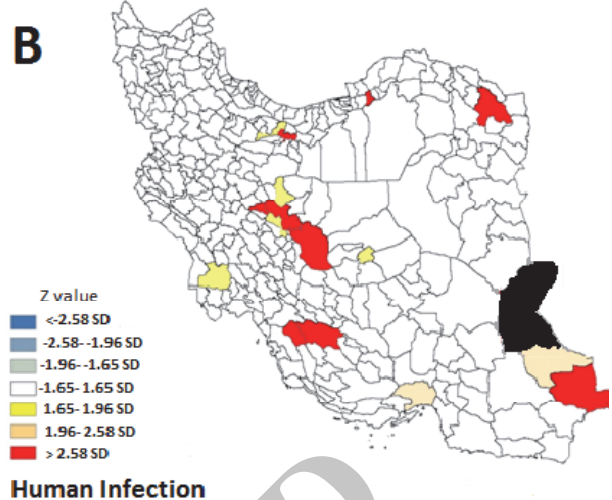 B
Z value
<-2.58 SD
-2.58--1.96 SD
-1.96--1.65 SD
-1.65-1.65 SD
1.65-1.96 SD
1.96-2.58 SD
>2.58 SD
Human Infection